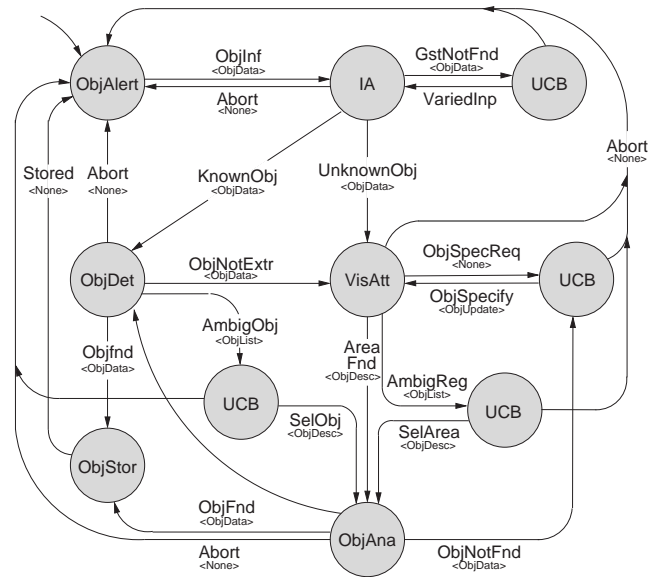 ObjInf
<ObjData>
GstNotFnd
<ObjData>
ObjAlert
IA
UCB
Abort
<None>
VariedInp
Stored
<None>
Abort
<None>
KnownObj
<ObjData>
UnknownObj
<ObjData>
Abort
<None>
ObjDet
ObjNotExtr
<ObjData>
VisAtt
ObjSpecReq
<None>
UCB
ObjSpecify
<ObjUpdate>
AmbigObj
<ObjList>
Objfnd
<ObjData>
Area
Fnd
<ObjDesc>
AmbigReg
<ObjList>
UCB
UCB
SelObj
<ObjDesc>
SelArea
<ObjDesc>
ObjStor
ObjFnd
<ObjData>
ObjAna
Abort
<None>
ObjNotFnd
<ObjData>